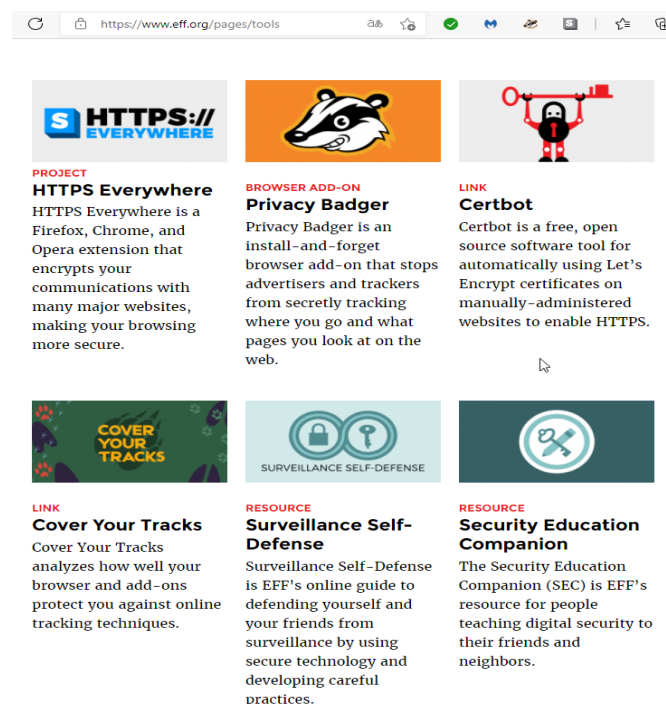 https://www.eff.org/pages/tools
S HTTPS://
EVERYWHERE
PROJECT
HTTPS Everywhere
HTTPS Everywhere is a
Firefox, Chrome, and
Opera extension that
encrypts your
communications with
many major websites,
making your browsing
more secure.
BROWSER ADD-ON
Privacy Badger
Privacy Badger is an
install-and-forget
browser add-on that stops
advertisers and trackers
from secretly tracking
where you go and what
pages you look at on the
web.
LINK
Certbot
Certbot is a free, open
source software tool for
automatically using Let’s
Encrypt certificates on
manually-administered
websites to enable HTTPS.
COVER
YOUR
TRACKS
LINK
Cover Your Tracks
Cover Your Tracks
analyzes how well your
browser and add-ons
protect you against online
tracking techniques.
SURVEILLANCE SELF-DEFENSE
RESOURCE
Surveillance Self-
Defense
Surveillance Self-Defense
is EFF's online guide to
defending yourself and
your friends from
surveillance by using
secure technology and
developing careful
practices.
RESOURCE
Security Education
Companion
The Security Education
Companion (SEC) is EFF’s
resource for people
teaching digital security to
their friends and
neighbors.